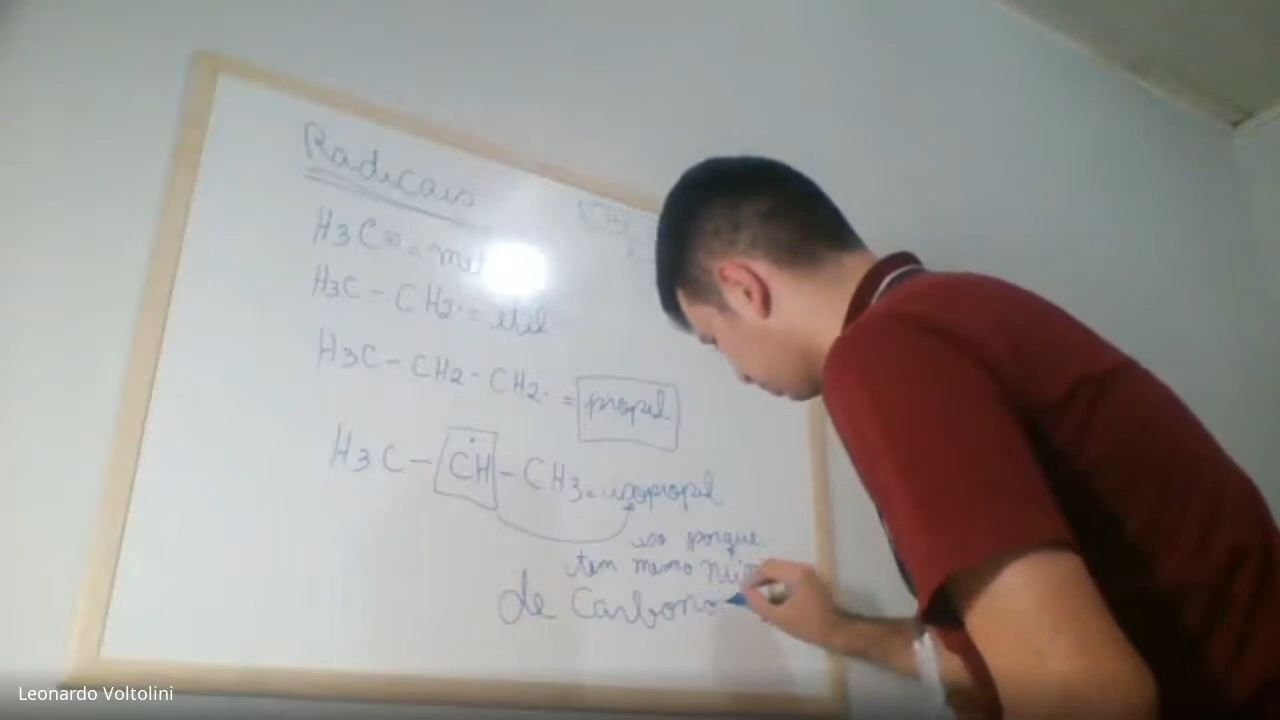 Radicais
H3C
H3C - CH2· = etil
H3C - CH2 - CH2· = propil
H3C - CH - CH3 = isopropil
iso porque
tem mesmo
de Carbono
Leonardo Voltolini